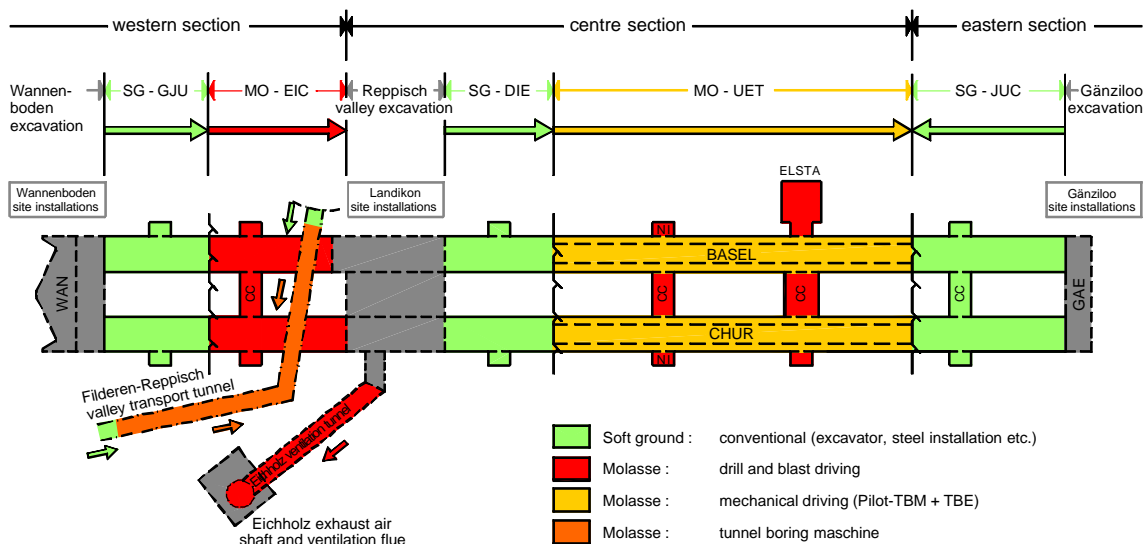 western section
centre section
eastern section
Wannen-
boden
excavation
SG - GJU
MO - EIC
Reppisch
valley excavation
SG - DIE
MO - UET
SG - JUC
Gänziloo
excavation
Wannenboden
site installations
Landikon
site installations
ELSTA
Gänziloo
site installations
WAN
CC
NI
BASEL
CC
CC
CC
GAE
CHUR
NI
Filderen-Reppisch
valley transport tunnel
Eichholz ventilation tunnel
Eichholz exhaust air
shaft and ventilation flue
Soft ground : conventional (excavator, steel installation etc.)
Molasse : drill and blast driving
Molasse : mechanical driving (Pilot-TBM + TBE)
Molasse : tunnel boring maschine